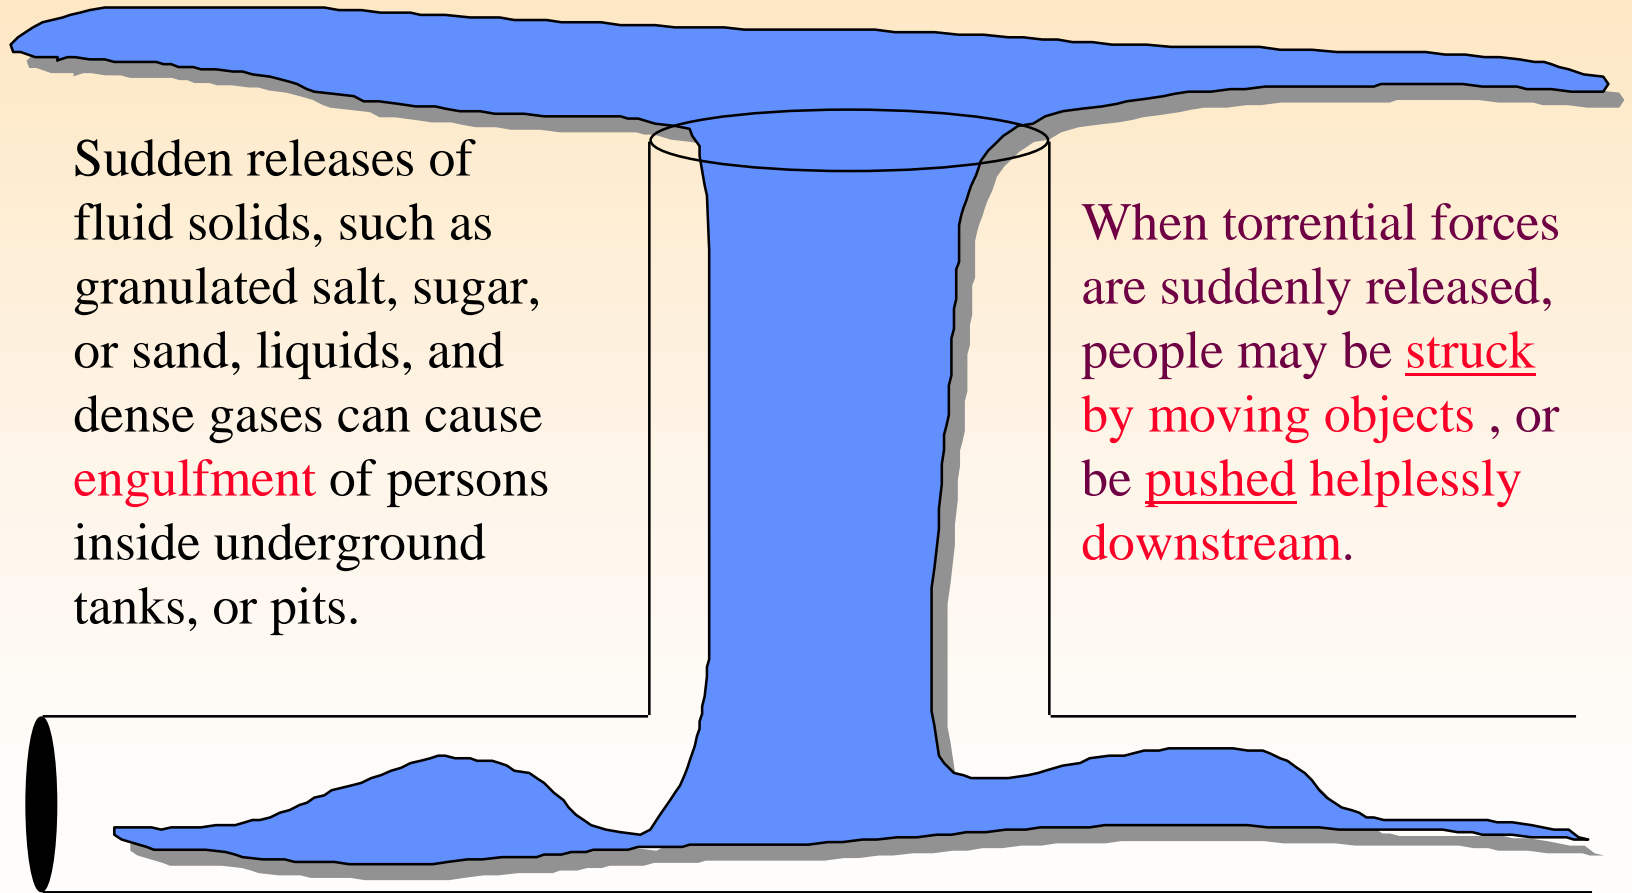 Sudden releases of
fluid solids, such as
granulated salt, sugar,
or sand, liquids, and
dense gases can cause
engulfment of persons
inside underground
tanks, or pits.
When torrential forces
are suddenly released,
people may be struck
by moving objects , or
be pushed helplessly
downstream.